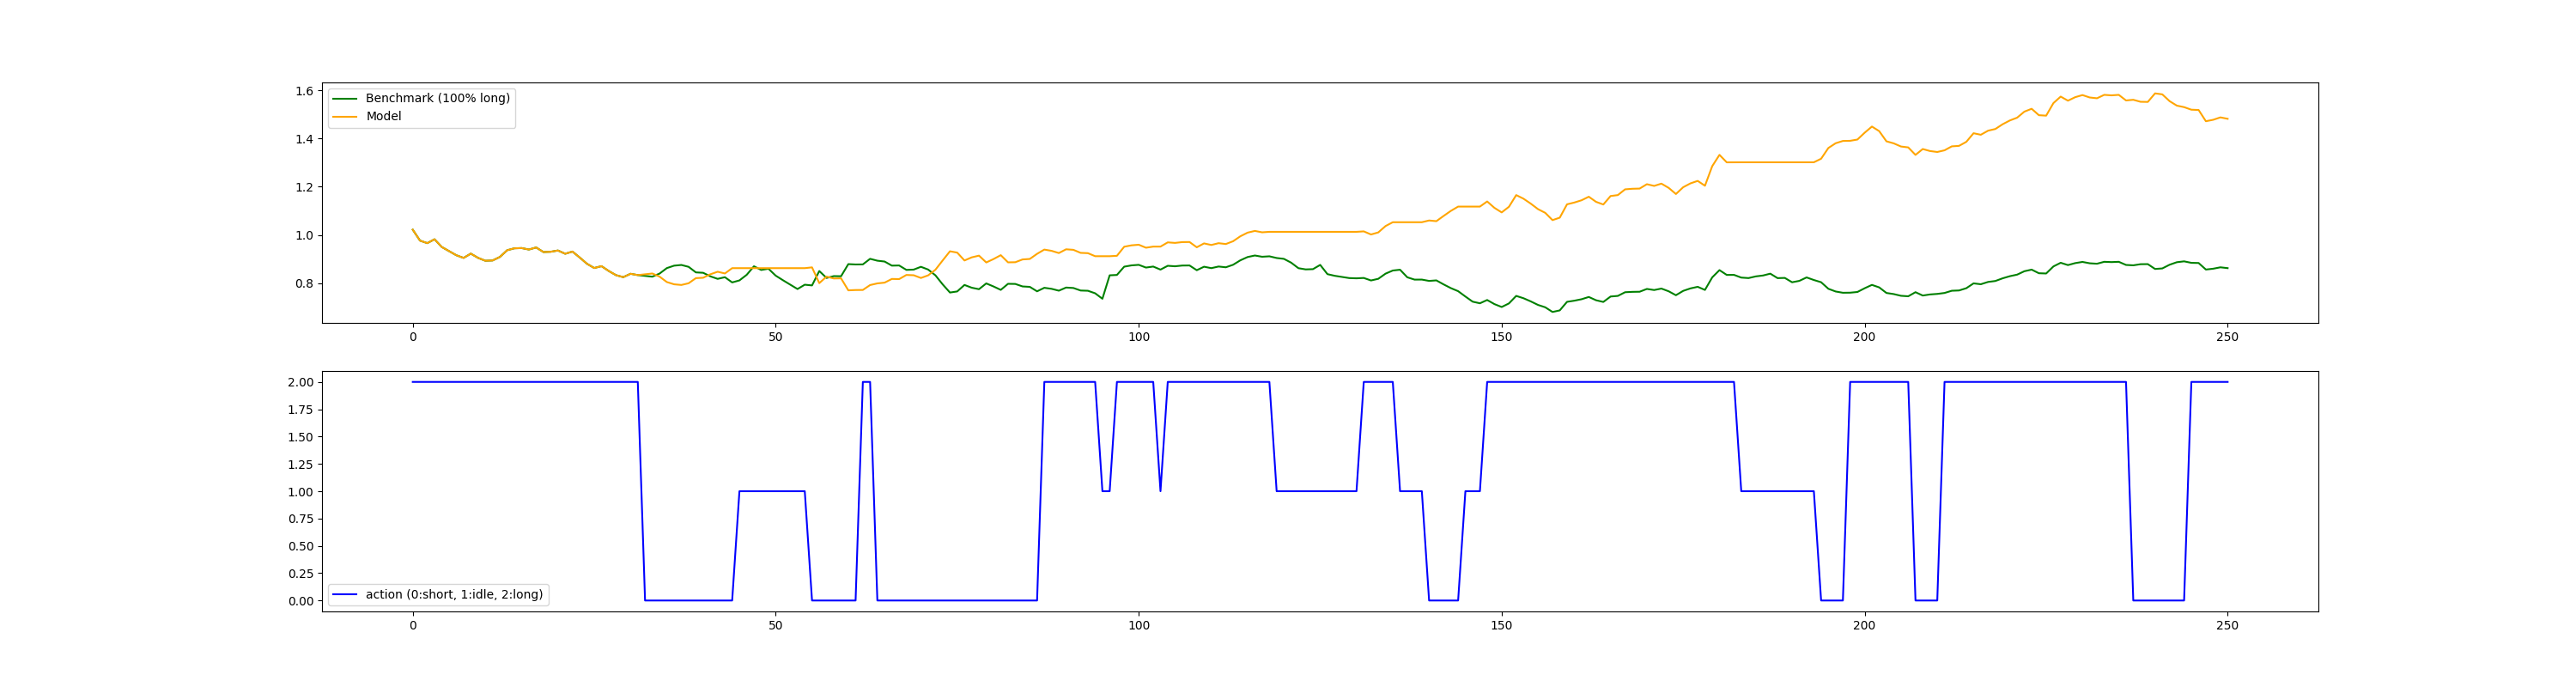 1.6
1.4
1.2
1.0
0.8
Benchmark (100% long)
Model
0 50 100 150 200 250
2.00
1.75
1.50
1.25
1.00
0.75
0.50
0.25
0.00
action (0:short, 1:idle, 2:long)
0 50 100 150 200 250